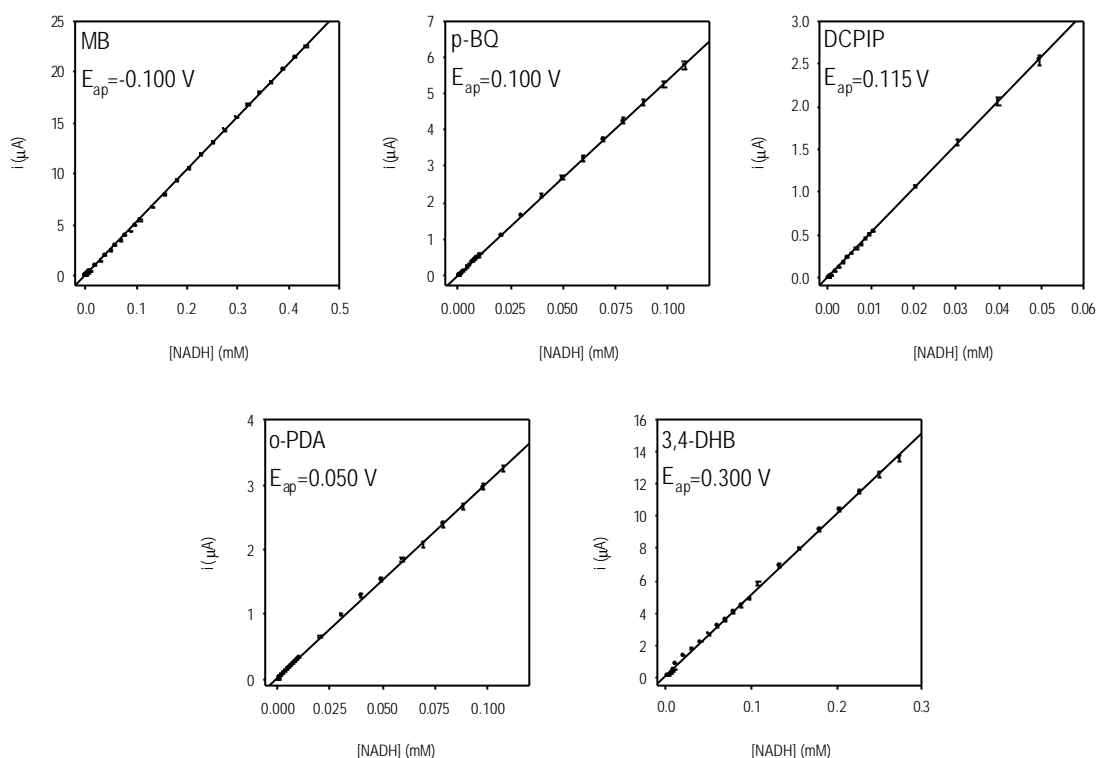 MB
E_ap=-0.100 V
25
20
15
10
5
0
i (μA)
0.0 0.1 0.2 0.3 0.4 0.5
[NADH] (mM)
p-BQ
E_ap=0.100 V
7
6
5
4
3
2
1
0
i (μA)
0.000 0.025 0.050 0.075 0.100
[NADH] (mM)
DCPIP
E_ap=0.115 V
3.0
2.5
2.0
1.5
1.0
0.5
0.0
i (μA)
0.00 0.01 0.02 0.03 0.04 0.05 0.06
[NADH] (mM)
o-PDA
E_ap=0.050 V
4
3
2
1
0
i (μA)
0.000 0.025 0.050 0.075 0.100
[NADH] (mM)
3,4-DHB
E_ap=0.300 V
16
14
12
10
8
6
4
2
0
i (μA)
0.0 0.1 0.2 0.3
[NADH] (mM)